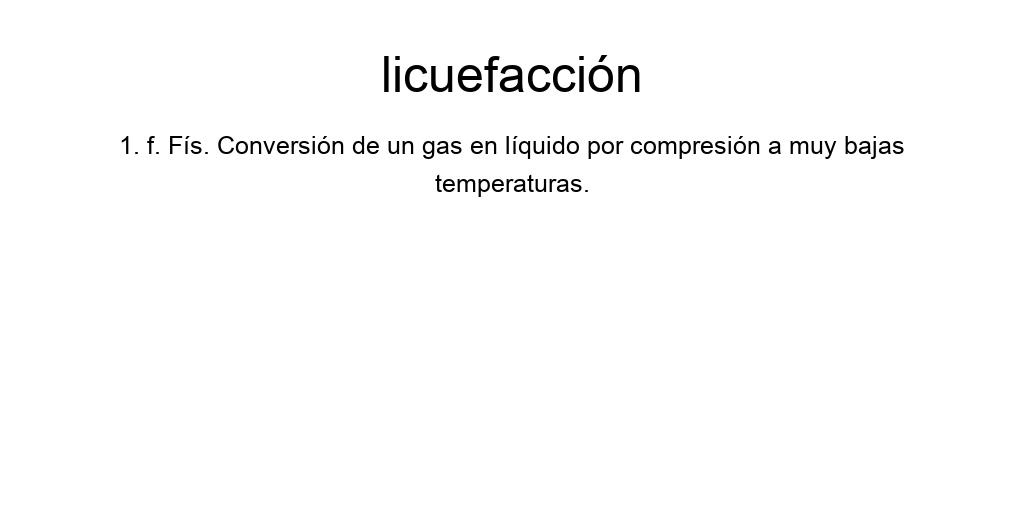 licuefacción
1. f. Fís. Conversión de un gas en líquido por compresión a muy bajas
temperaturas.